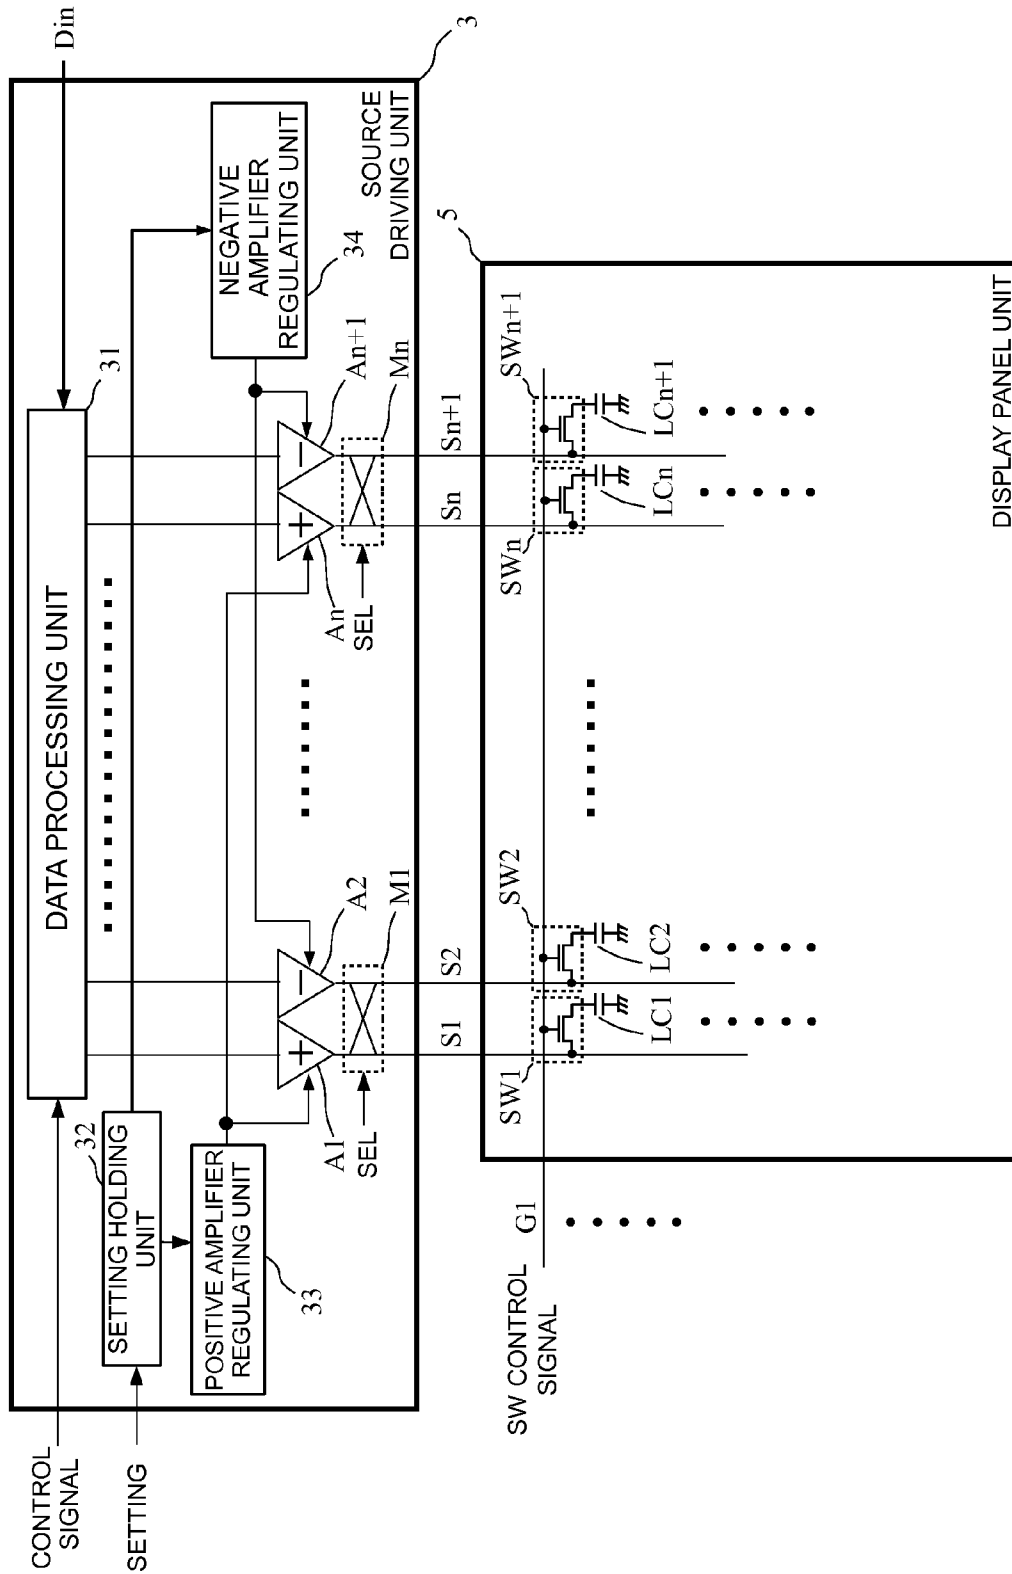 CONTROL
SIGNAL
Din
3
DATA PROCESSING UNIT
31
SETTING
32
SETTING HOLDING
UNIT
POSITIVE AMPLIFIER
REGULATING UNIT
33
NEGATIVE
AMPLIFIER
REGULATING UNIT
34
SOURCE
DRIVING UNIT
+
−
+
−
A1
A2
An
An+1
SEL
M1
SEL
Mn
S1
S2
Sn
Sn+1
5
SW CONTROL
SIGNAL
G1
SW1
SW2
SWn
SWn+1
LC1
LC2
LCn
LCn+1
DISPLAY PANEL UNIT